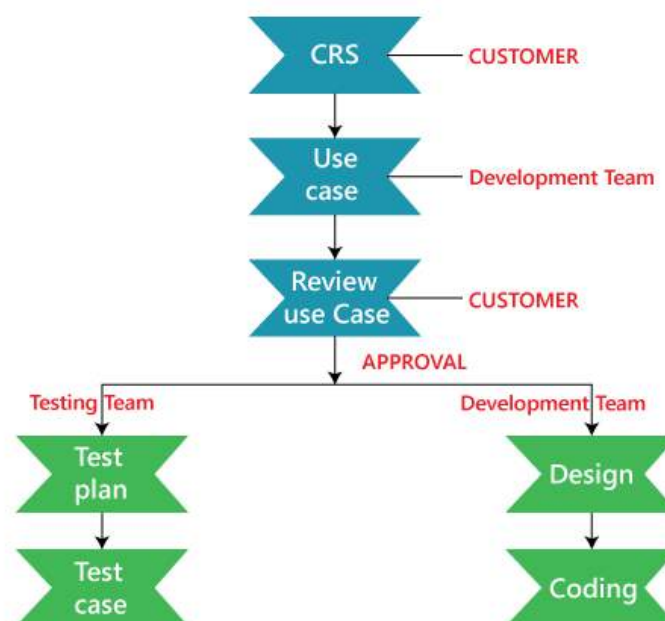 CRS
CUSTOMER
Use
case
Development Team
Review
use Case
CUSTOMER
APPROVAL
Testing Team
Development Team
Test
plan
Design
Test
case
Coding